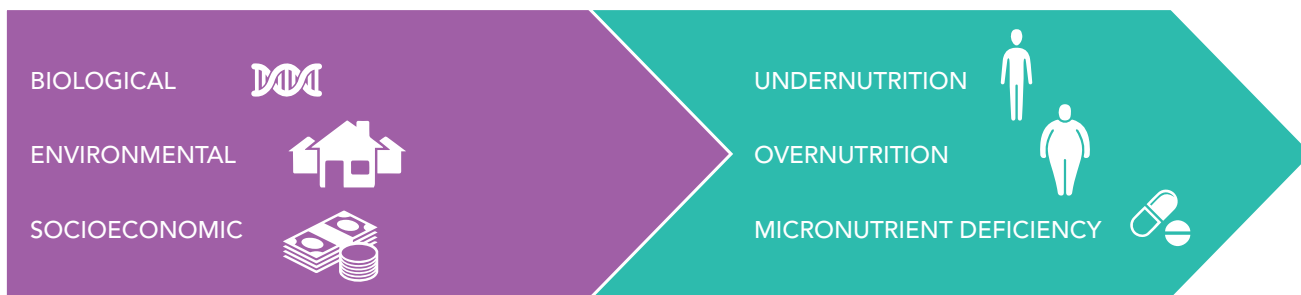 BIOLOGICAL
ENVIRONMENTAL
SOCIOECONOMIC
UNDERNUTRITION
OVERNUTRITION
MICRONUTRIENT DEFICIENCY